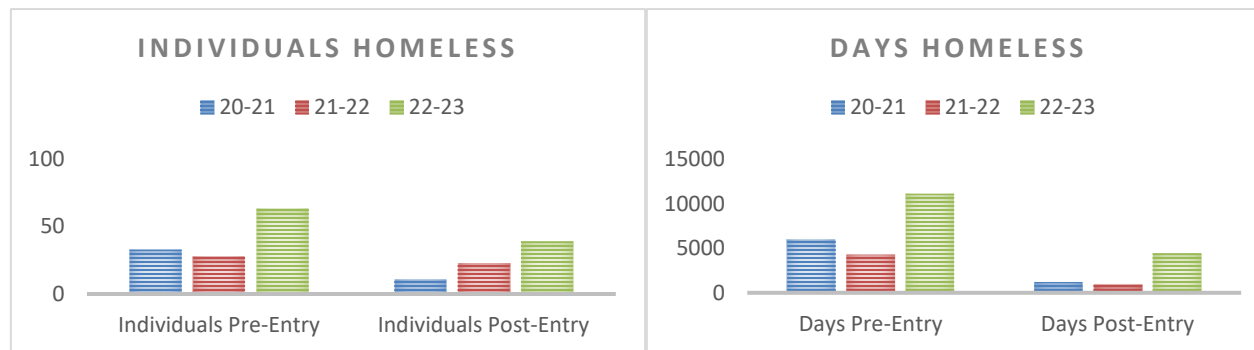 INDIVIDUALS HOMELESS
20-21 21-22 22-23
100
50
0
Individuals Pre-Entry Individuals Post-Entry
DAYS HOMELESS
20-21 21-22 22-23
15000
10000
5000
0
Days Pre-Entry Days Post-Entry